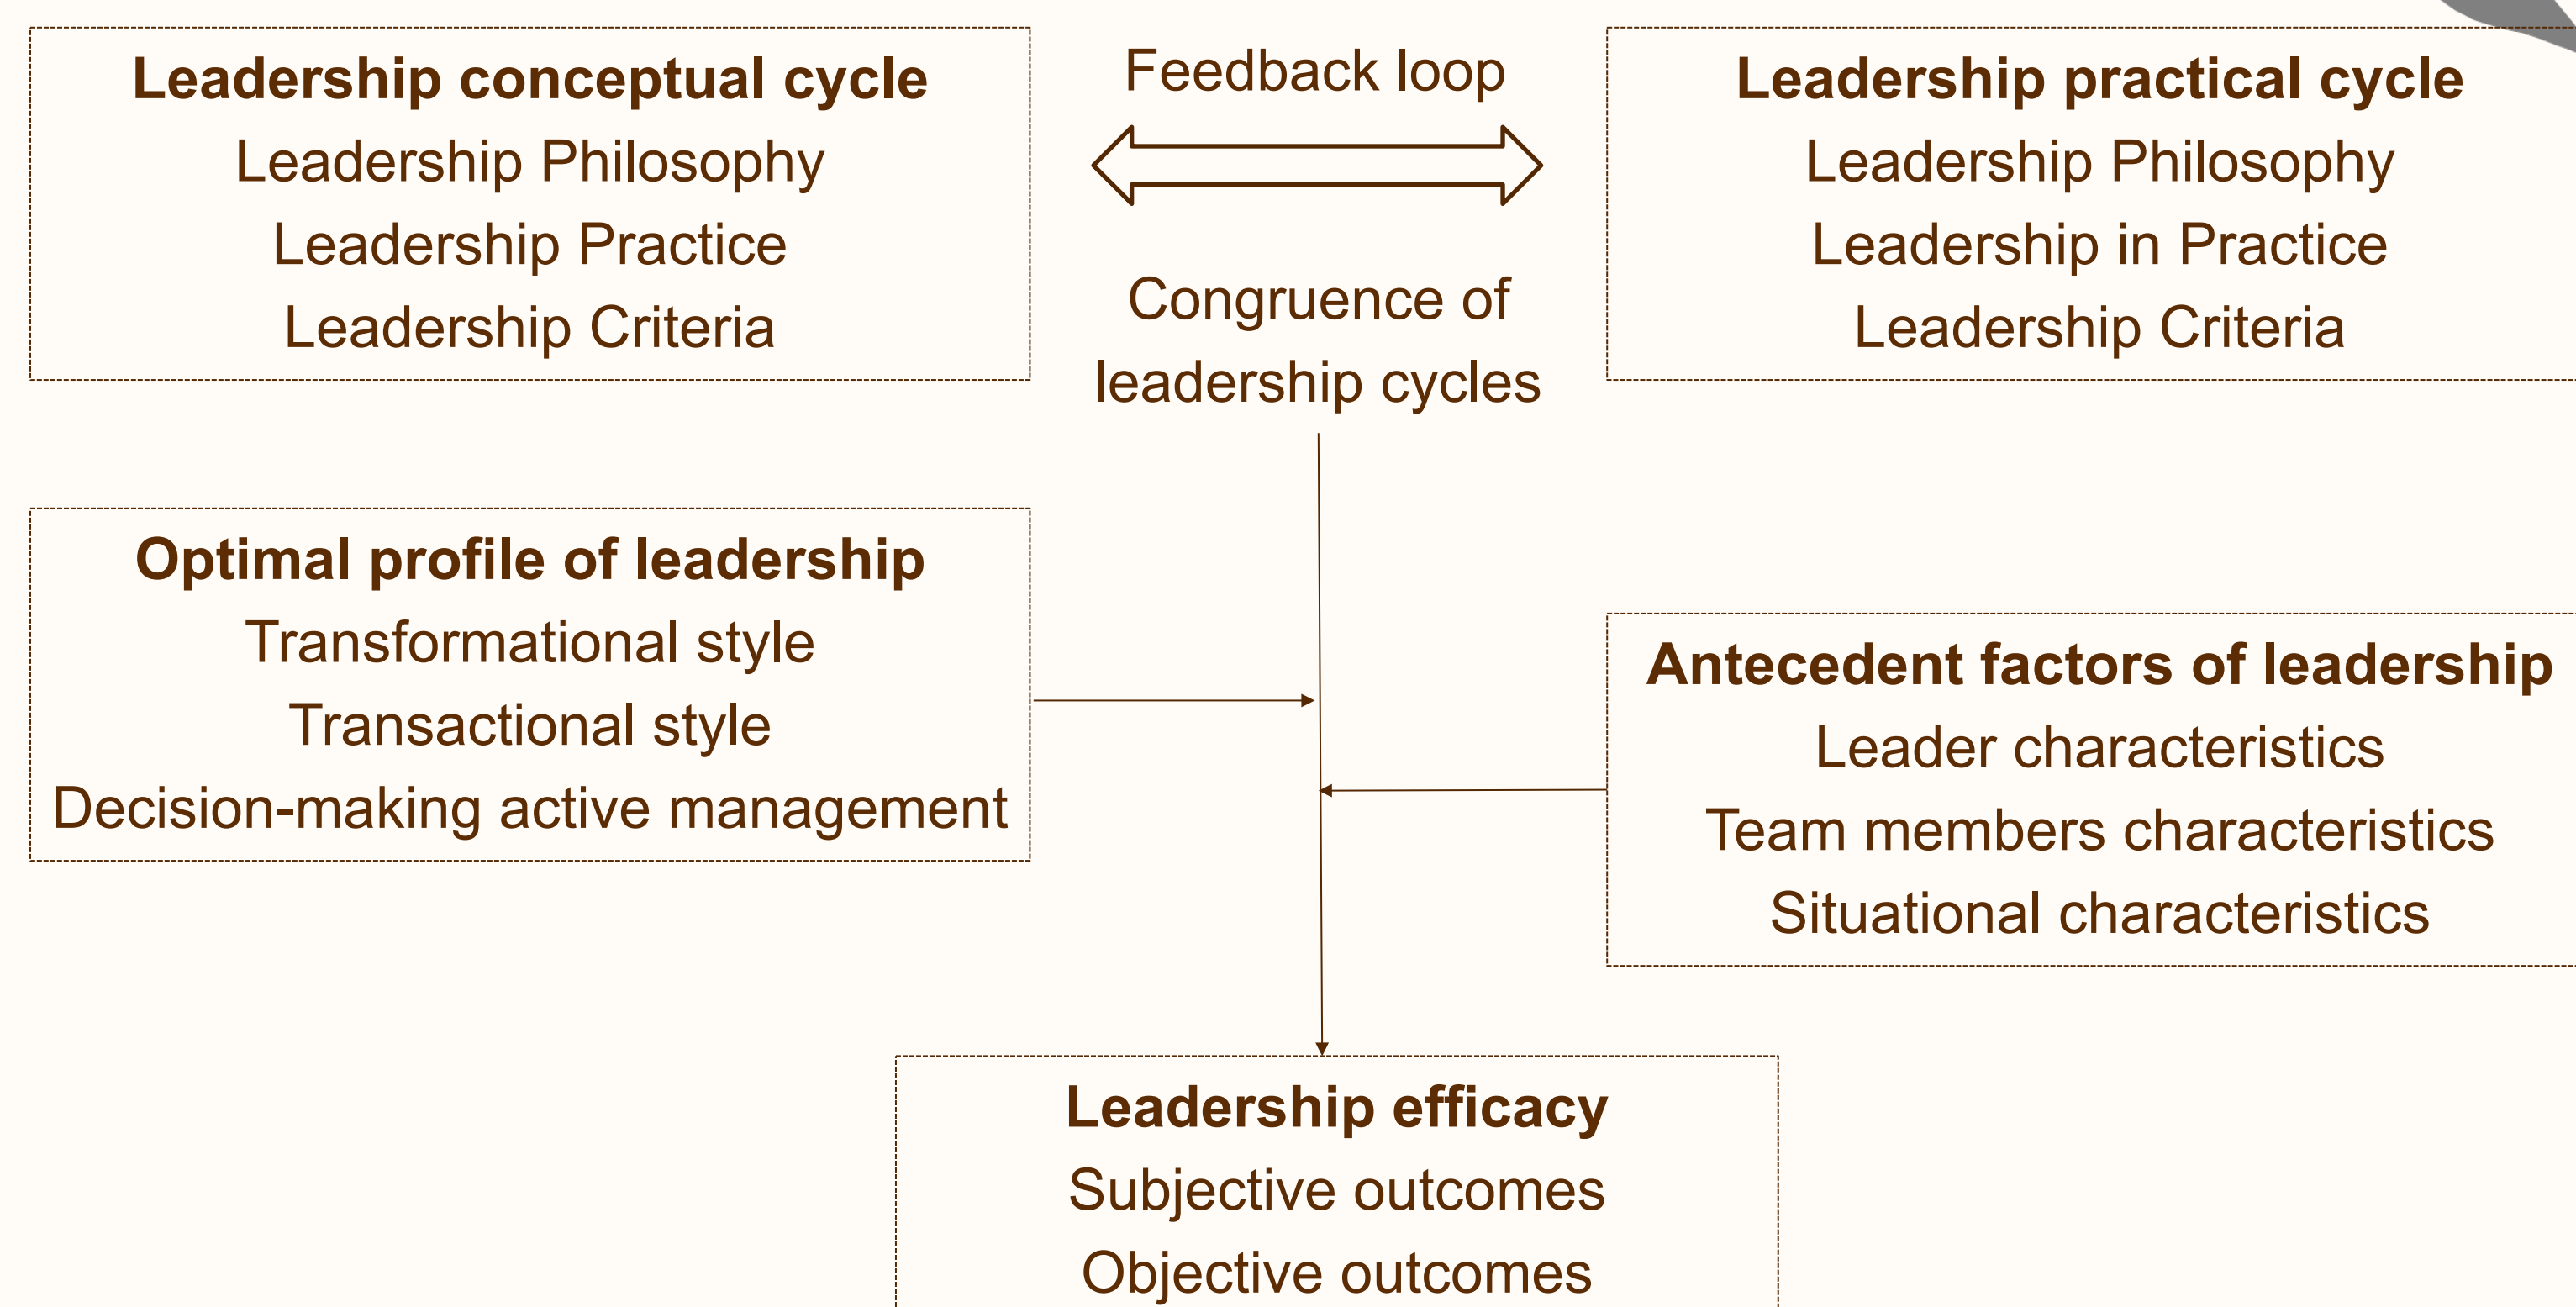 Leadership conceptual cycle
Leadership Philosophy
Leadership Practice
Leadership Criteria
Feedback loop
Congruence of
leadership cycles
Leadership practical cycle
Leadership Philosophy
Leadership in Practice
Leadership Criteria
Optimal profile of leadership
Transformational style
Transactional style
Decision-making active management
Antecedent factors of leadership
Leader characteristics
Team members characteristics
Situational characteristics
Leadership efficacy
Subjective outcomes
Objective outcomes